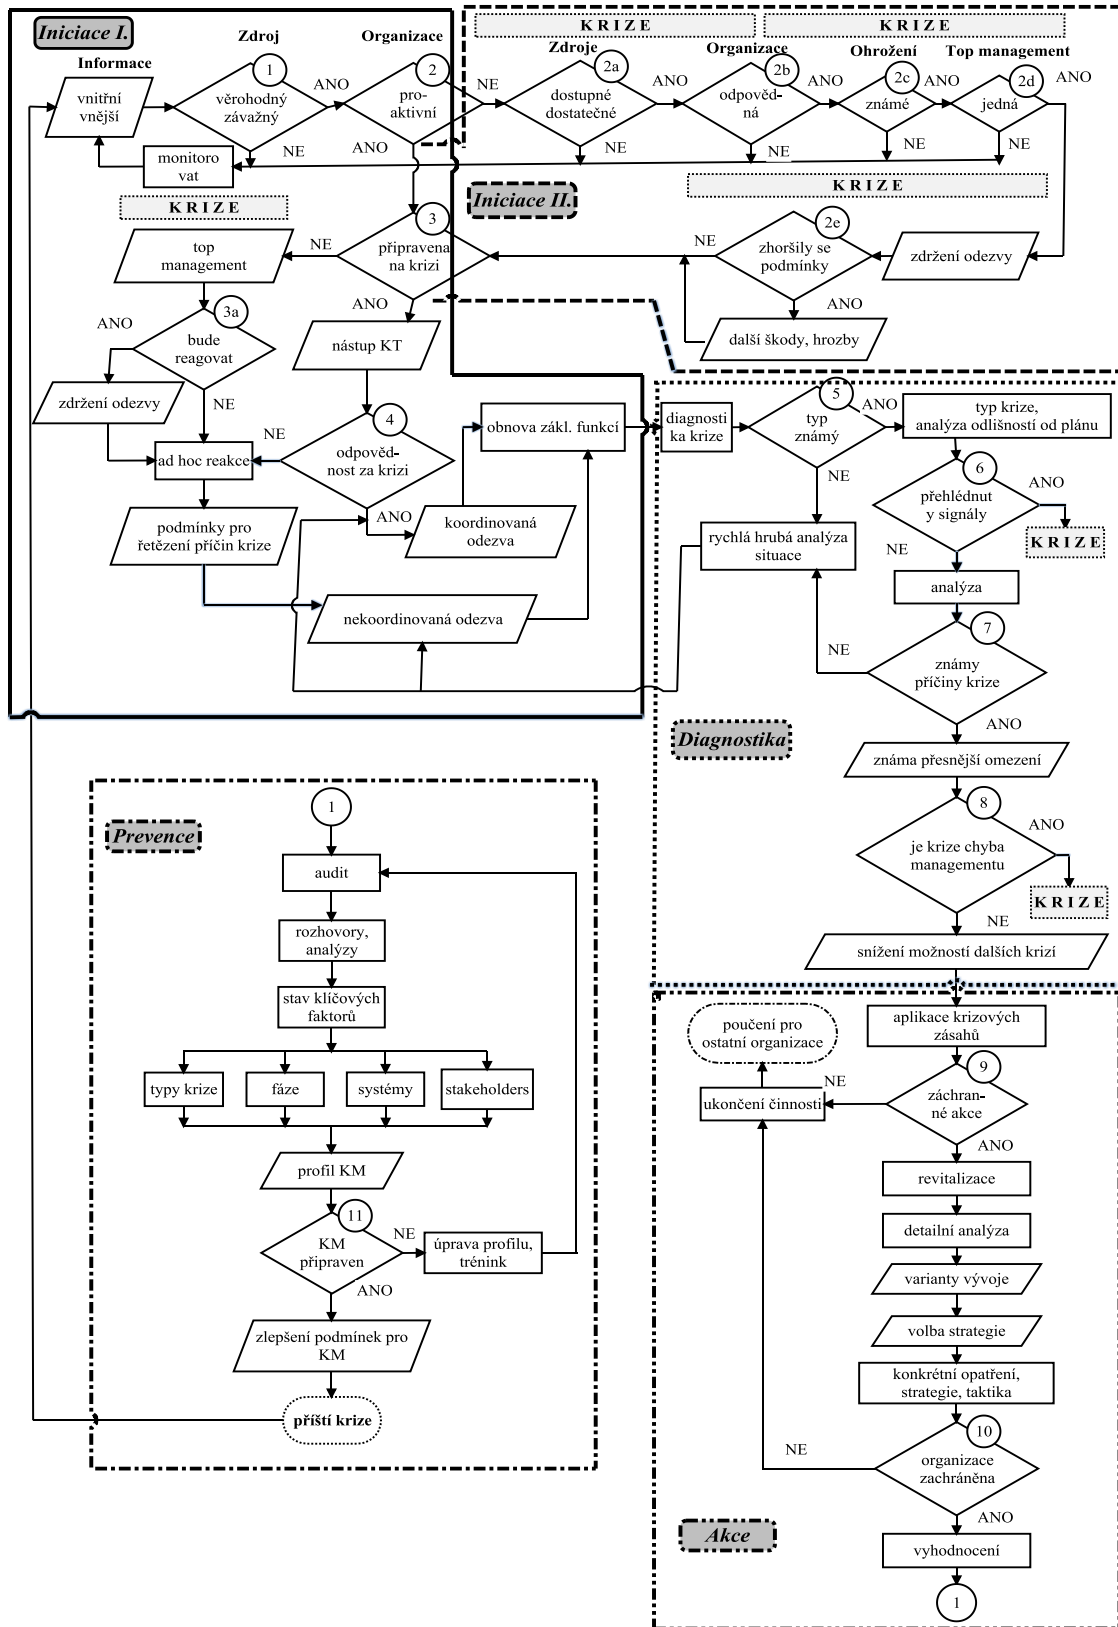 Iniciace I.
K R I Z E
K R I Z E
Zdroj
Organizace
Zdroje
Organizace
Ohrožení
Top management
Informace
1
2
2a
2b
2c
2d
ANO
NE
ANO
ANO
ANO
ANO
vnitřní
vnější
věrohodný
závažný
pro-
aktivní
dostupné
dostatečné
odpověd-
ná
známé
jedná
NE
ANO
NE
NE
NE
NE
monitoro
vat
K R I Z E
Iniciace II.
K R I Z E
3
2e
NE
NE
top
management
připravena
na krizi
zhoršily se
podmínky
zdržení odezvy
ANO
ANO
3a
ANO
bude
reagovat
nástup KT
další škody, hrozby
zdržení odezvy
NE
4
NE
ad hoc reakce
odpověd-
nost za krizi
obnova zákl. funkcí
ANO
koordinovaná
odezva
podmínky pro
řetězení příčin krize
nekoordinovaná odezva
5
ANO
diagnosti
ka krize
typ
známý
typ krize,
analýza odlišností od plánu
NE
6
ANO
přehlédnut
y signály
K R I Z E
rychlá hrubá analýza
situace
NE
analýza
7
NE
známy
příčiny krize
ANO
Diagnostika
známa přesnější omezení
8
ANO
je krize chyba
managementu
K R I Z E
NE
snížení možností dalších krizí
1
Prevence
audit
rozhovory,
analýzy
stav klíčových
faktorů
typy krize
fáze
systémy
stakeholders
profil KM
11
NE
KM
připraven
úprava profilu,
trénink
ANO
zlepšení podmínek pro
KM
příští krize
poučení pro
ostatní organizace
aplikace krizových
zásahů
9
NE
ukončení činnosti
záchran-
né akce
ANO
revitalizace
detailní analýza
varianty vývoje
volba strategie
konkrétní opatření,
strategie, taktika
10
NE
organizace
zachráněna
ANO
Akce
vyhodnocení
1